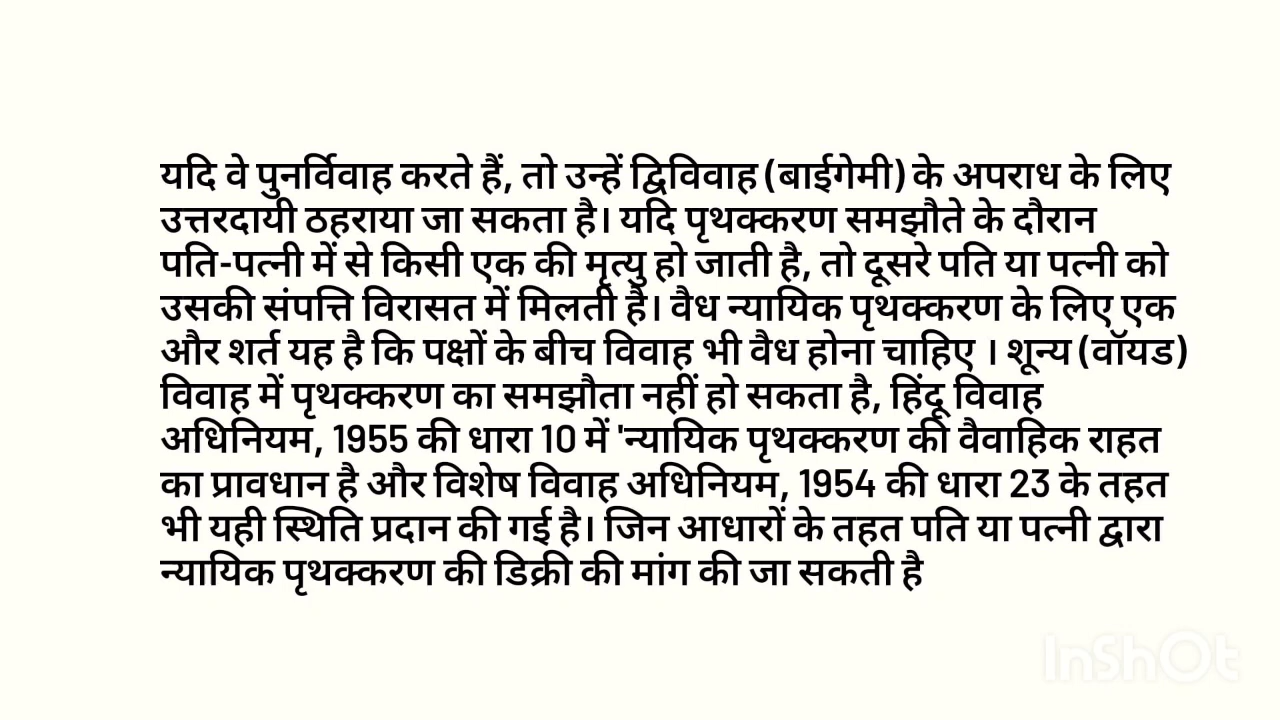 यदि वे पुनर्विवाह करते हैं, तो उन्हें द्विविवाह (बाईगेमी) के अपराध के लिए
उत्तरदायी ठहराया जा सकता है। यदि पृथक्करण समझौते के दौरान
पति-पत्नी में से किसी एक की मृत्यु हो जाती है, तो दूसरे पति या पत्नी को
उसकी संपत्ति विरासत में मिलती है। वैध न्यायिक पृथक्करण के लिए एक
और शर्त यह है कि पक्षों के बीच विवाह भी वैध होना चाहिए । शून्य (वॉयड)
विवाह में पृथक्करण का समझौता नहीं हो सकता है, हिंदू विवाह
अधिनियम, 1955 की धारा 10 में 'न्यायिक पृथक्करण की वैवाहिक राहत
का प्रावधान है और विशेष विवाह अधिनियम, 1954 की धारा 23 के तहत
भी यही स्थिति प्रदान की गई है। जिन आधारों के तहत पति या पत्नी द्वारा
न्यायिक पृथक्करण की डिक्री की मांग की जा सकती है
InShOt